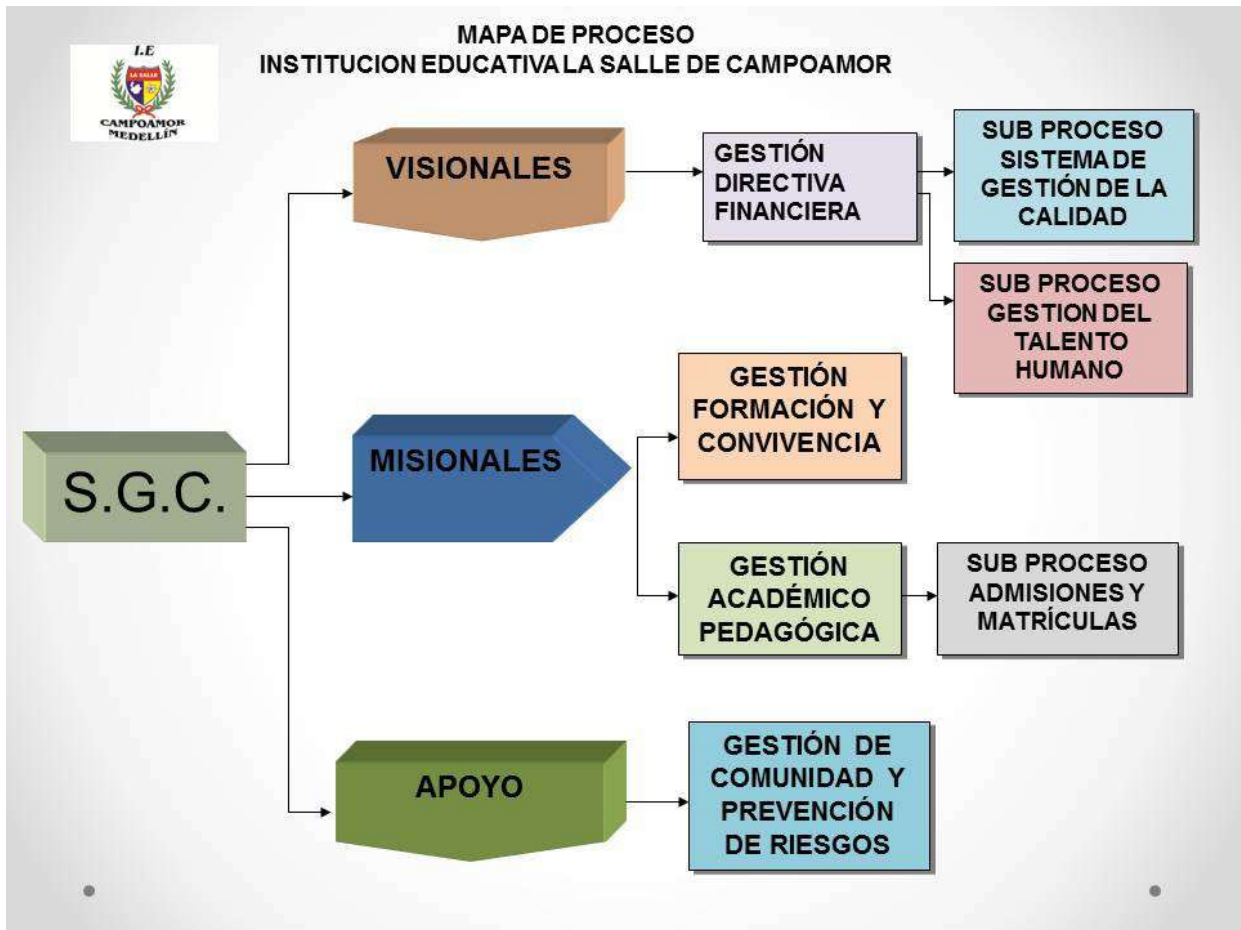 MAPA DE PROCESO
INSTITUCION EDUCATIVA LA SALLE DE CAMPOAMOR
I.E
LA SALLE
CAMPOAMOR
MEDELLÍN
VISIONALES
GESTIÓN
DIRECTIVA
FINANCIERA
SUB PROCESO
SISTEMA DE
GESTIÓN DE LA
CALIDAD
SUB PROCESO
GESTION DEL
TALENTO
HUMANO
S.G.C.
MISIONALES
GESTIÓN
FORMACIÓN Y
CONVIVENCIA
GESTIÓN
ACADÉMICO
PEDAGÓGICA
SUB PROCESO
ADMISIONES Y
MATRÍCULAS
APOYO
GESTIÓN DE
COMUNIDAD Y
PREVENCIÓN
DE RIESGOS